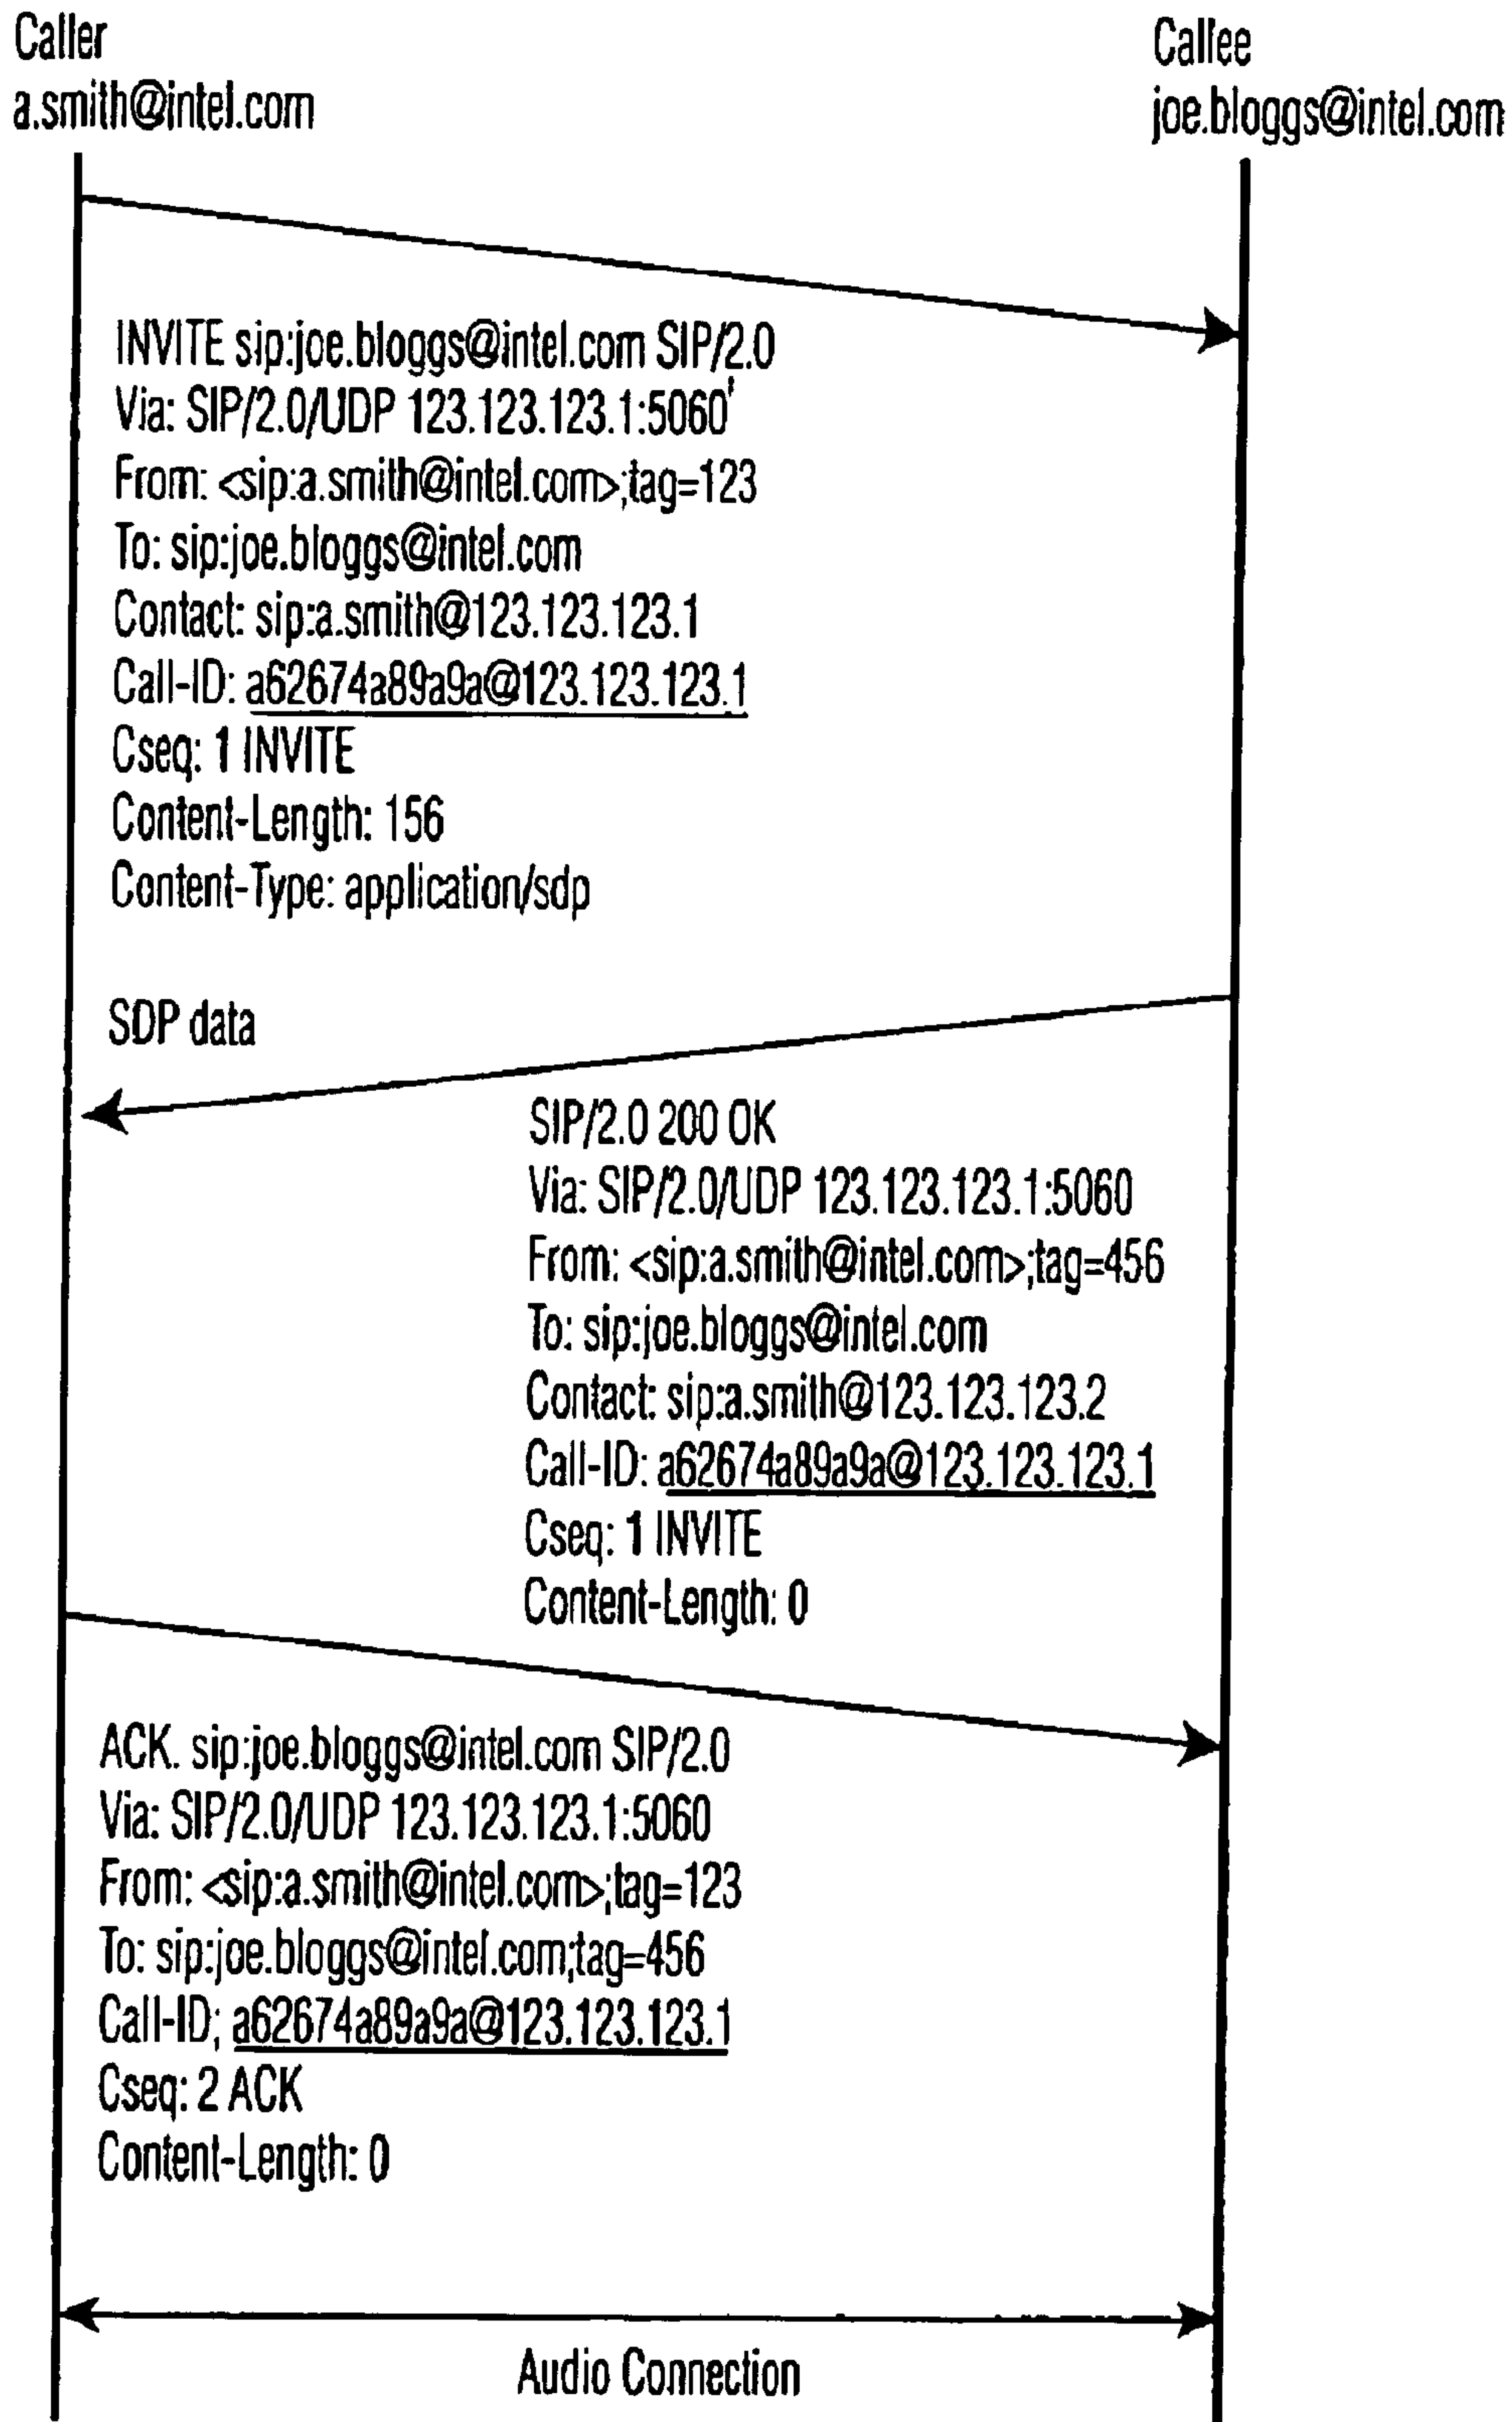 Caller
a.smith@intel.com
Callee
joe.bloggs@intel.com
INVITE sip:joe.bloggs@intel.com SIP/2.0
Via: SIP/2.0/UDP 123.123.123.1:5060'
From: <sip:a.smith@intel.com>;tag=123
To: sip:joe.bloggs@intel.com
Contact: sip:a.smith@123.123.123.1
Call-ID: a62674a89a9a@123.123.123.1
Cseq: 1 INVITE
Content-Length: 156
Content-Type: application/sdp
SDP data
SIP/2.0 200 OK
Via: SIP/2.0/UDP 123.123.123.1:5060
From: <sip:a.smith@intel.com>;tag=456
To: sip:joe.bloggs@intel.com
Contact: sip:a.smith@123.123.123.2
Call-ID: a62674a89a9a@123.123.123.1
Cseq: 1 INVITE
Content-Length: 0
ACK. sip:joe.bloggs@intel.com SIP/2.0
Via: SIP/2.0/UDP 123.123.123.1:5060
From: <sip:a.smith@intel.com>;tag=123
To: sip:joe.bloggs@intel.com;tag=456
Call-ID; a62674a89a9a@123.123.123.1
Cseq: 2 ACK
Content-Length: 0
Audio Connection